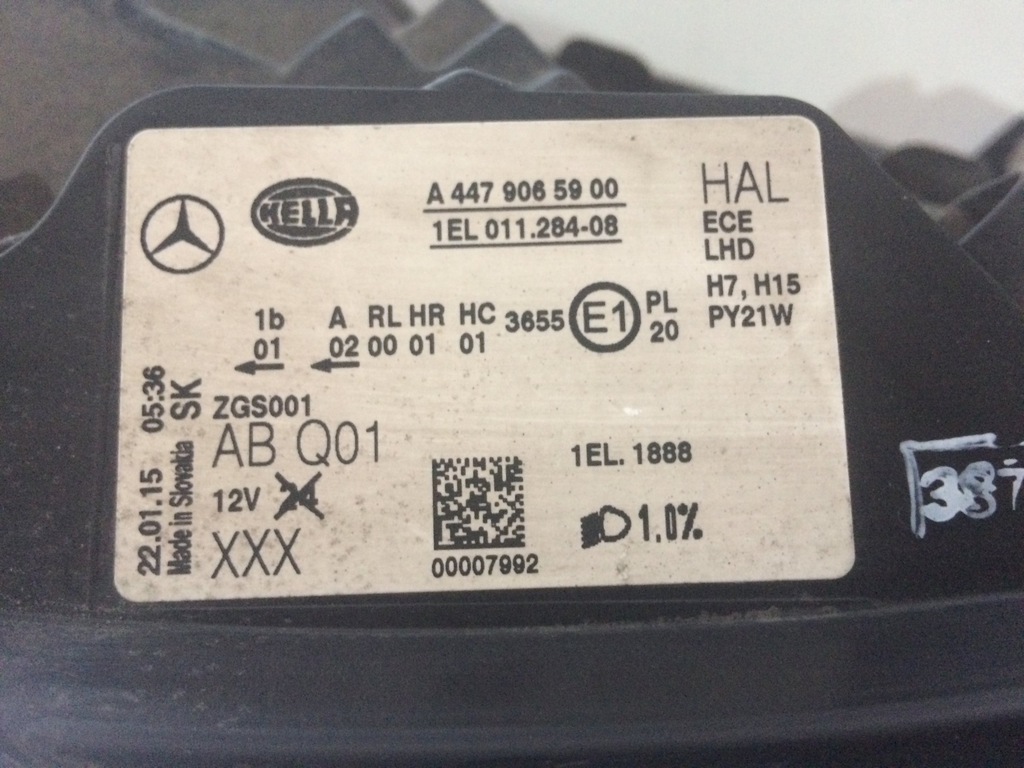 HELLA
A 447 906 59 00
1EL 011.284-08
HAL
ECE
LHD
H7, H15
PY21W
1b A RL HR HC 3655 E1 PL
01 02 00 01 01 20
22.01.15 05:36
Made in Slovakia SK
ZGS001
AB Q01
12V
XXX
00007992
1EL. 1888
1.0%